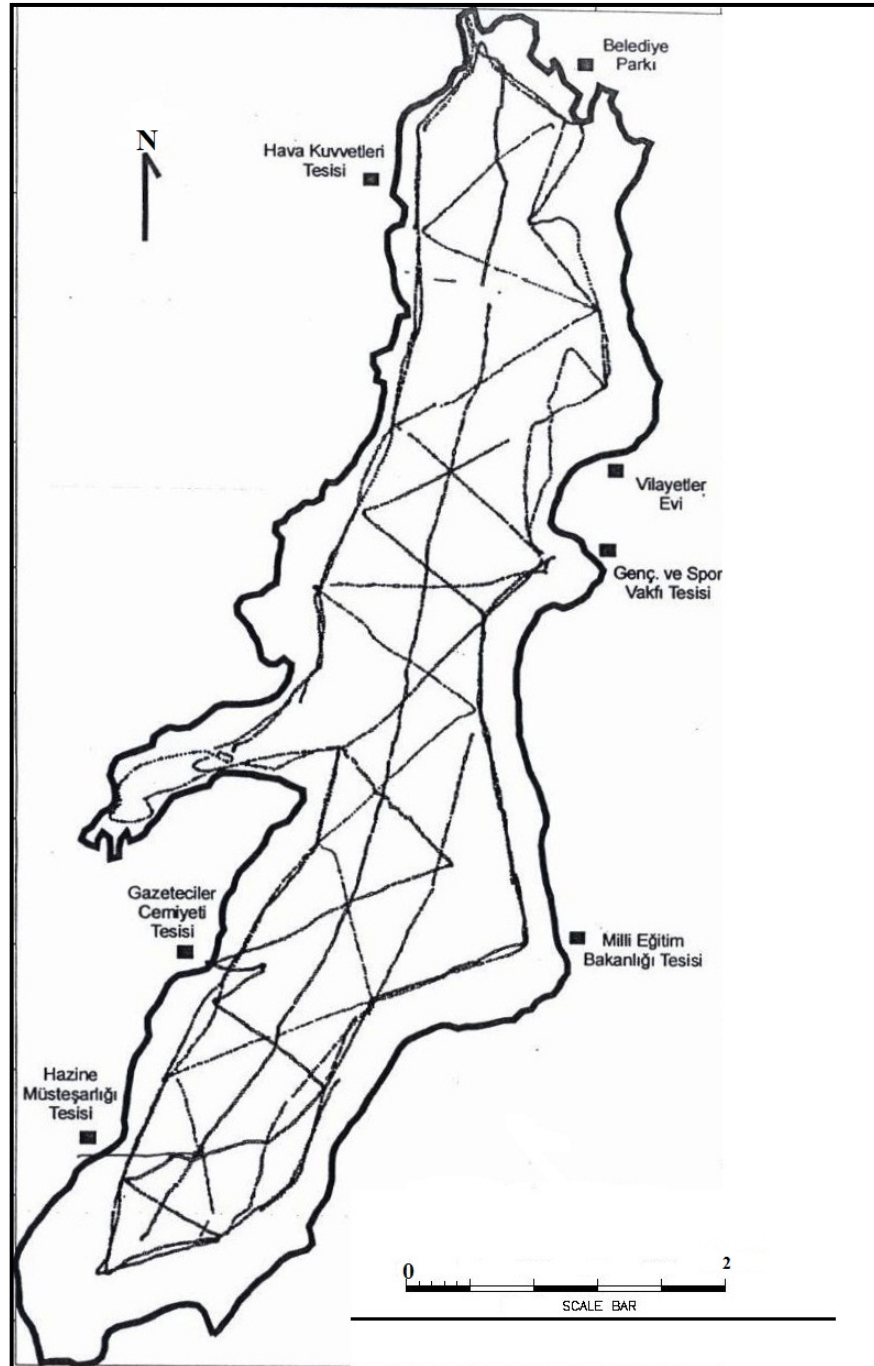 Belediye
Parkı
N
Hava Kuvvetleri
Tesisi
Vilayetler
Evi
Genç. ve Spor
Vakfı Tesisi
Gazeteciler
Cemiyeti
Tesisi
Milli Eğitim
Bakanlığı Tesisi
Hazine
Müsteşarlığı
Tesisi
0 2
SCALE BAR